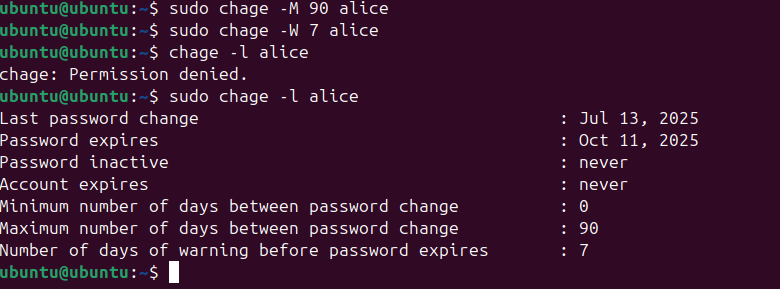 ubuntu@ubuntu:~$ sudo chage -M 90 alice
ubuntu@ubuntu:~$ sudo chage -W 7 alice
ubuntu@ubuntu:~$ chage -l alice
chage: Permission denied.
ubuntu@ubuntu:~$ sudo chage -l alice
Last password change : Jul 13, 2025
Password expires : Oct 11, 2025
Password inactive : never
Account expires : never
Minimum number of days between password change : 0
Maximum number of days between password change : 90
Number of days of warning before password expires : 7
ubuntu@ubuntu:~$